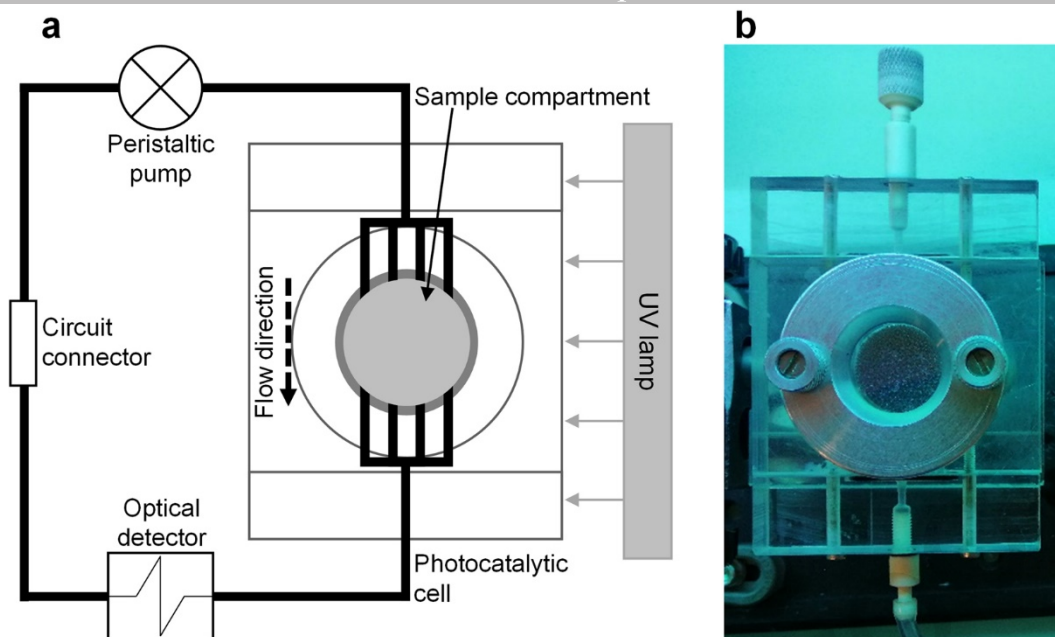 a
b
Sample compartment
Peristaltic
pump
Circuit
connector
Flow direction
UV lamp
Optical
detector
Photocatalytic
cell